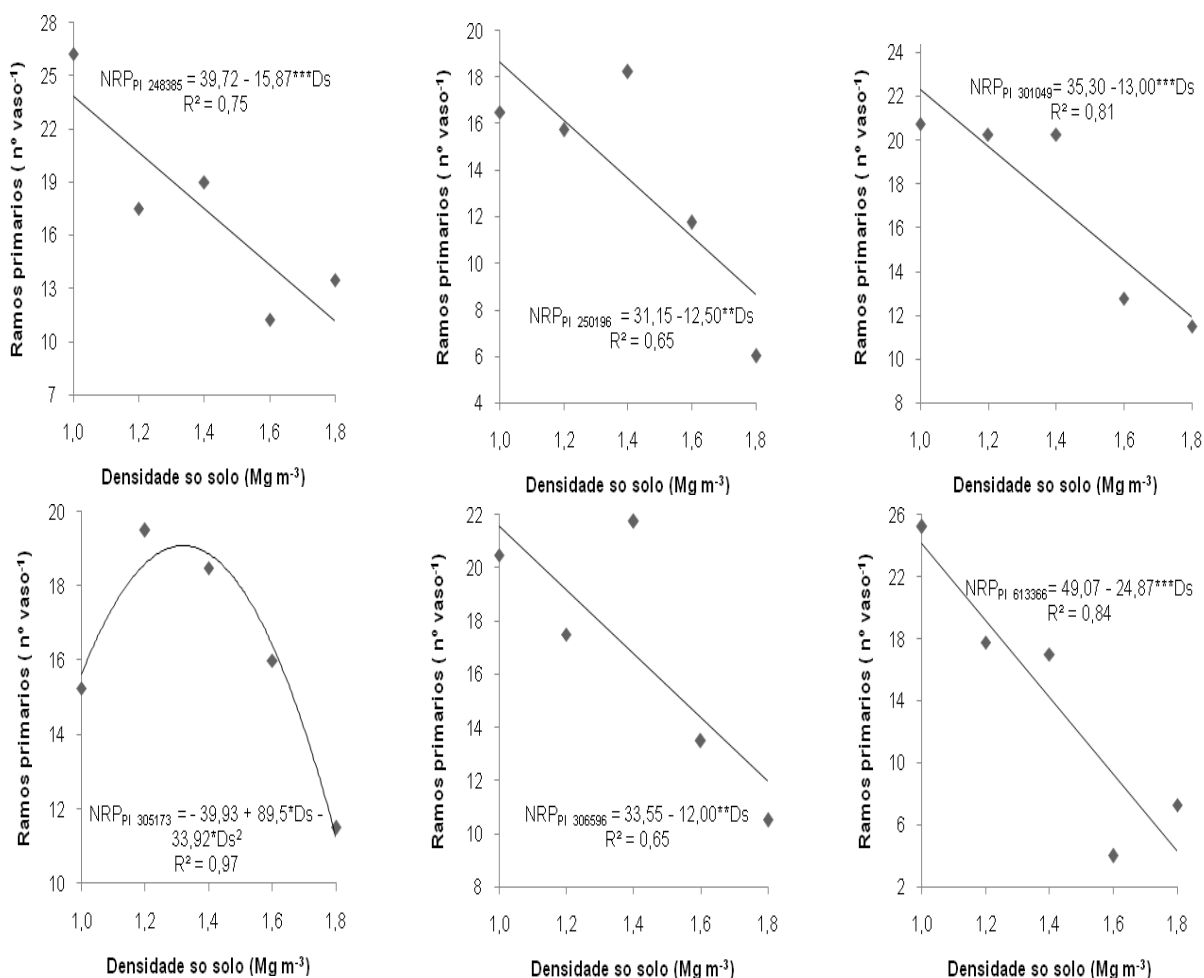 Ramos primarios ( n° vaso-1)
28
25
22
19
16
13
10
7
NRPPI 248385 = 39,72 - 15,87***Ds
R² = 0,75
1,0 1,2 1,4 1,6 1,8
Densidade so solo (Mg m-3)
Ramos primarios ( n° vaso-1)
20
18
16
14
12
10
8
6
4
NRPPI 250196 = 31,15 -12,50**Ds
R² = 0,65
1,0 1,2 1,4 1,6 1,8
Densidade so solo (Mg m-3)
Ramos primarios ( n° vaso-1)
24
22
20
18
16
14
12
10
8
NRPPI 301049= 35,30 -13,00***Ds
R² = 0,81
1,0 1,2 1,4 1,6 1,8
Densidade so solo (Mg m-3)
Ramos primarios ( n° vaso-1)
20
18
16
14
12
10
NRPPI 305173 = - 39,93 + 89,5*Ds -
33,92*Ds²
R² = 0,97
1,0 1,2 1,4 1,6 1,8
Densidade so solo (Mg m-3)
Ramos primarios ( n° vaso-1)
22
20
18
16
14
12
10
8
NRPPI 306596 = 33,55 - 12,00**Ds
R² = 0,65
1,0 1,2 1,4 1,6 1,8
Densidade so solo (Mg m-3)
Ramos primarios ( n° vaso-1)
26
22
18
14
10
6
2
NRPPI 613366= 49,07 - 24,87***Ds
R² = 0,84
1,0 1,2 1,4 1,6 1,8
Densidade so solo (Mg m-3)